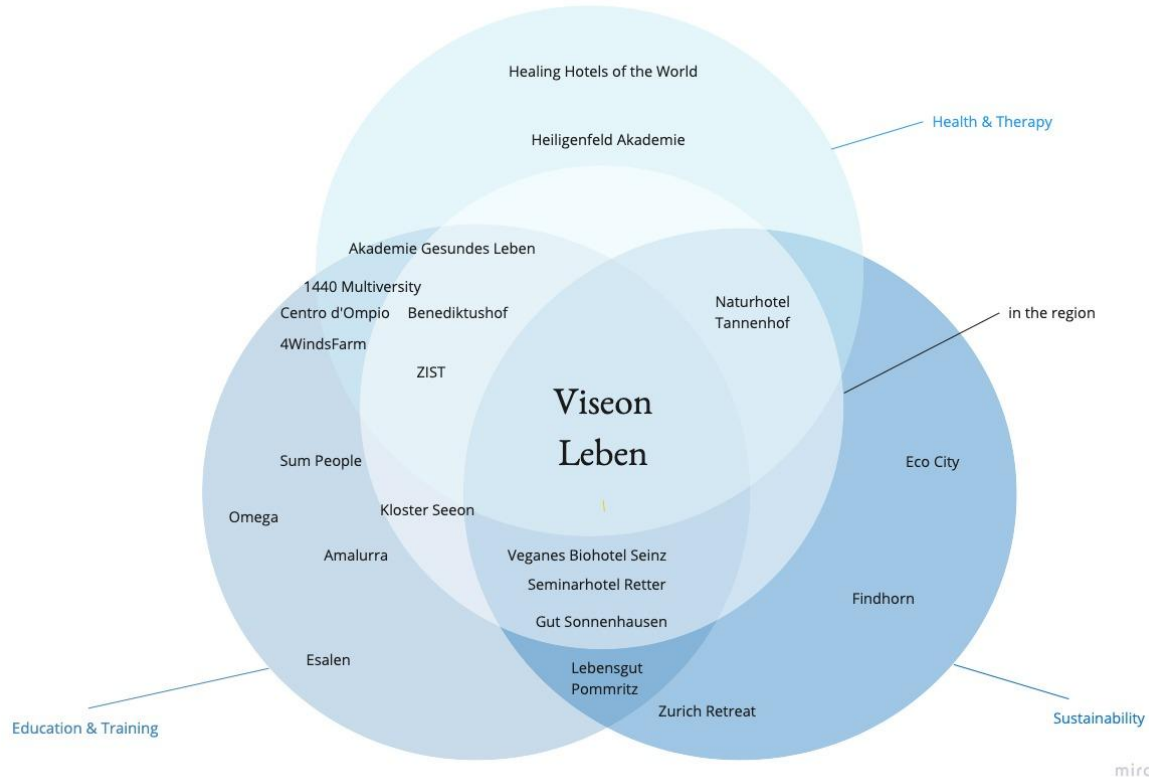 Healing Hotels of the World
Health & Therapy
Heiligenfeld Akademie
Akademie Gesundes Leben
1440 Multiversity
Centro d'Ompio
Benediktushof
4WindsFarm
ZIST
Naturhotel
Tannenhof
in the region
Viseon
Leben
Sum People
Eco City
Omega
Kloster Seeon
Amalurra
Veganes Biohotel Seinz
Seminarhotel Retter
Findhorn
Gut Sonnenhausen
Esalen
Lebensgut
Pommritz
Zurich Retreat
Education & Training
Sustainability
miro